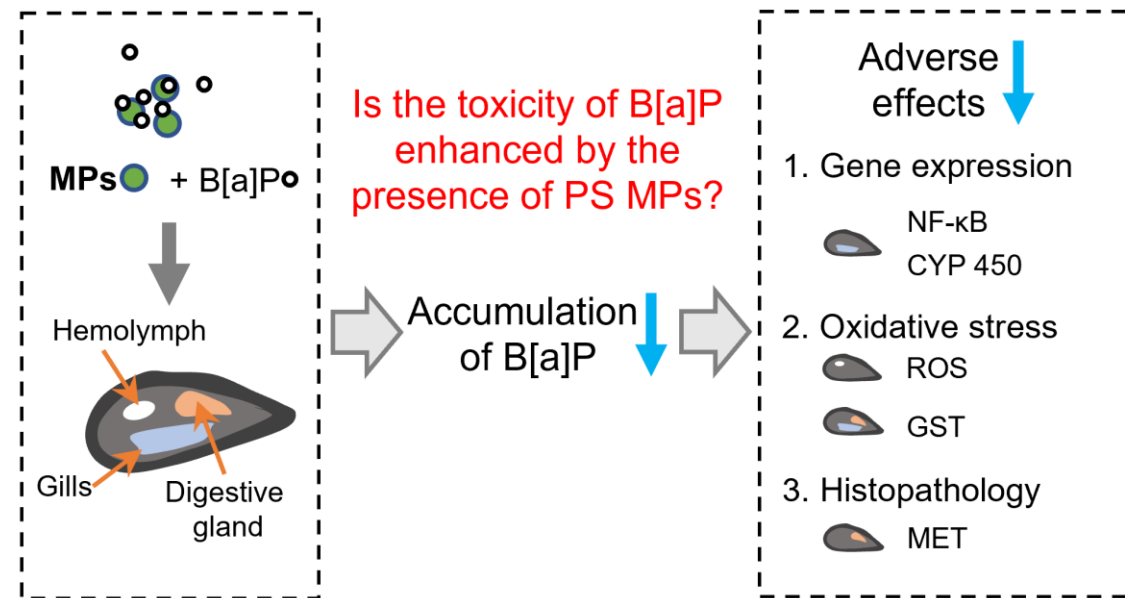 MPs + B[a]P
Hemolymph
Gills
Digestive
gland
Is the toxicity of B[a]P
enhanced by the
presence of PS MPs?
Accumulation
of B[a]P
Adverse
effects
1. Gene expression
NF-κB
CYP 450
2. Oxidative stress
ROS
GST
3. Histopathology
MET